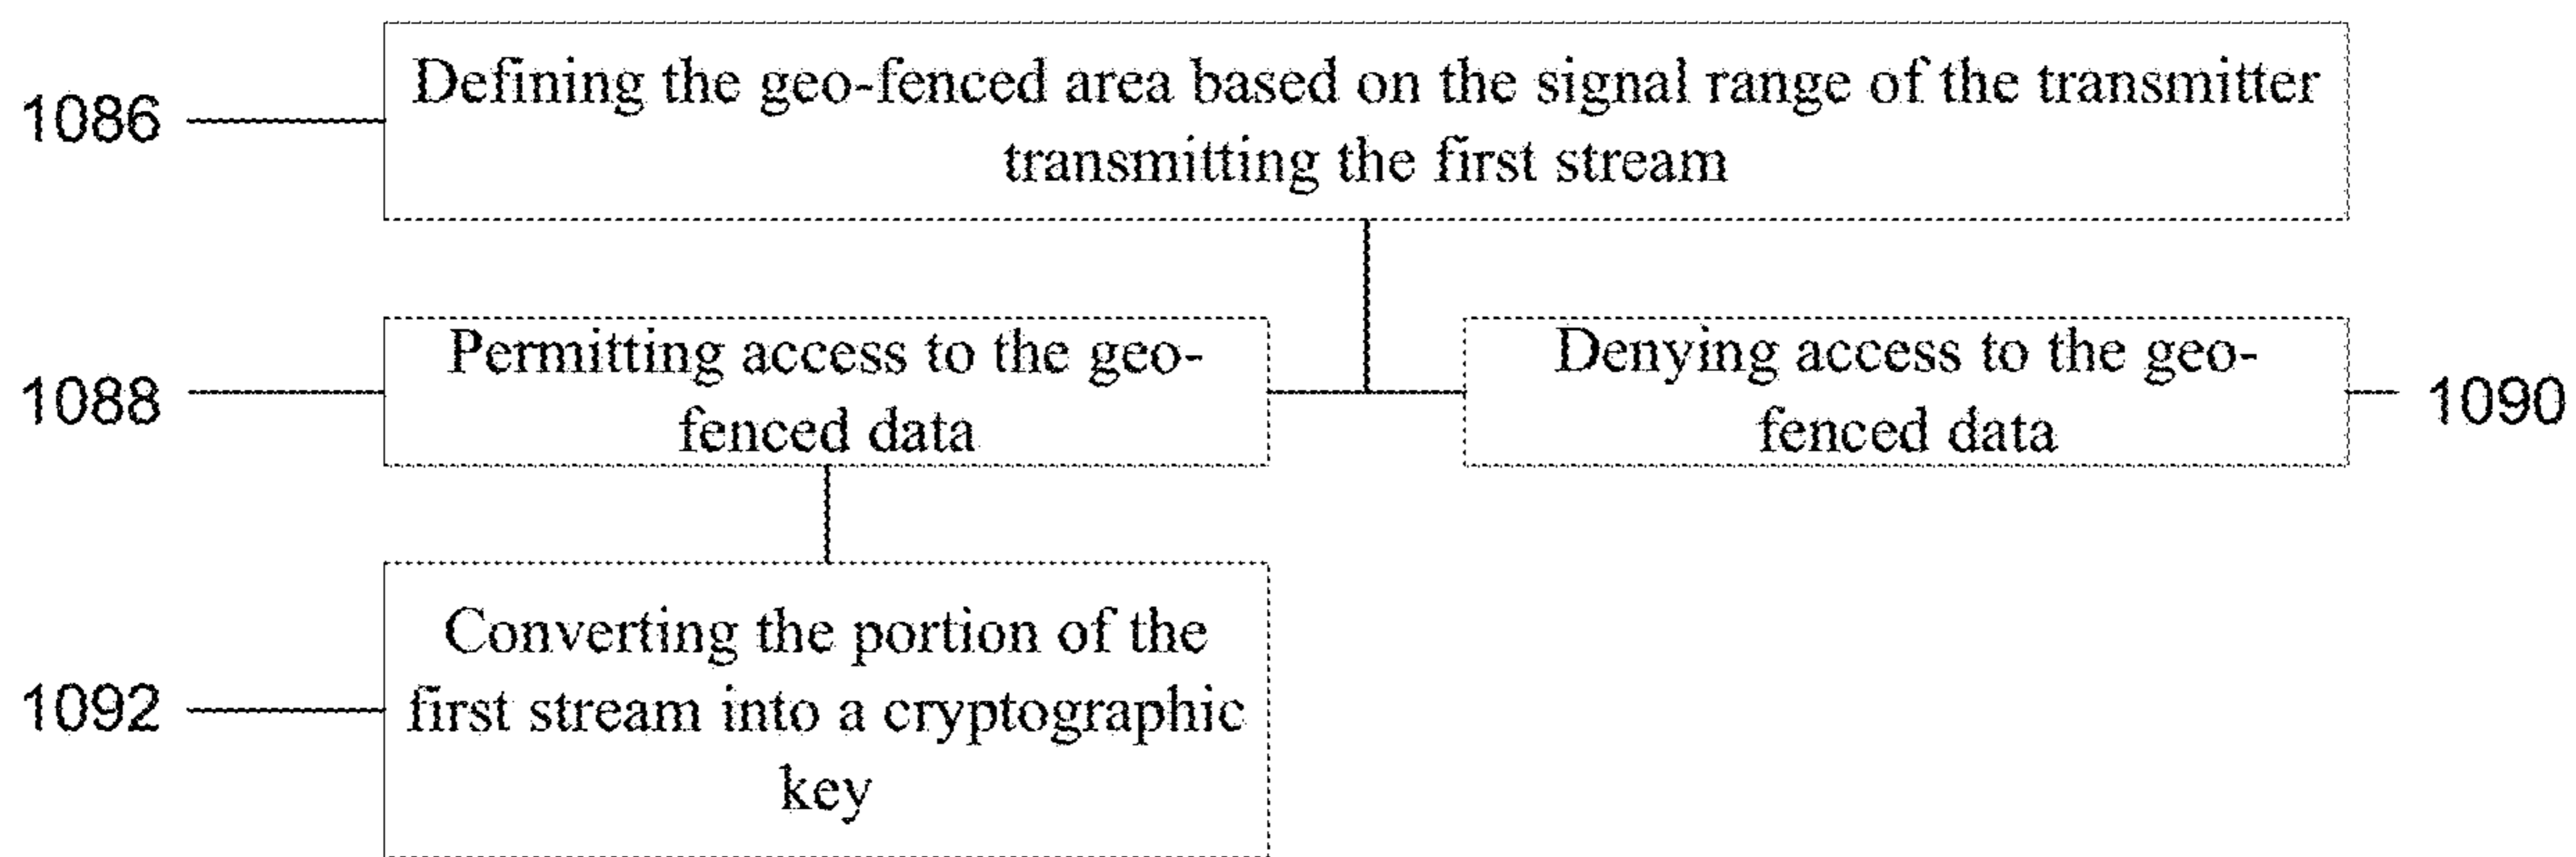 1086
Defining the geo-fenced area based on the signal range of the transmitter
transmitting the first stream
1088
Permitting access to the geo-
fenced data
Denying access to the geo-
fenced data
1090
1092
Converting the portion of the
first stream into a cryptographic
key